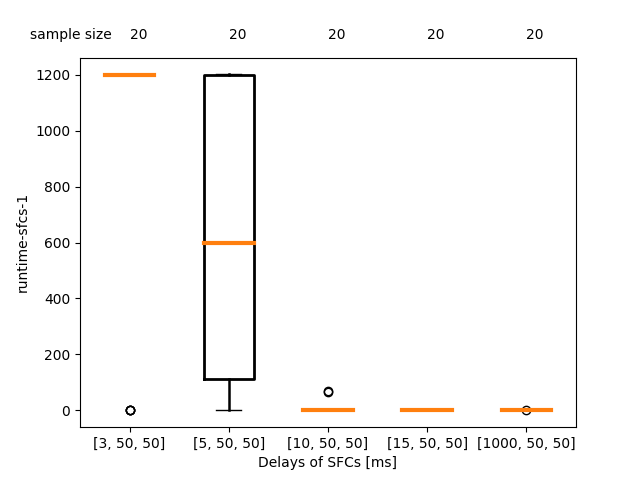 sample size 20 20 20 20 20
1200
1000
800
600
400
200
0
runtime-sfcs-1
[3, 50, 50] [5, 50, 50] [10, 50, 50] [15, 50, 50] [1000, 50, 50]
Delays of SFCs [ms]